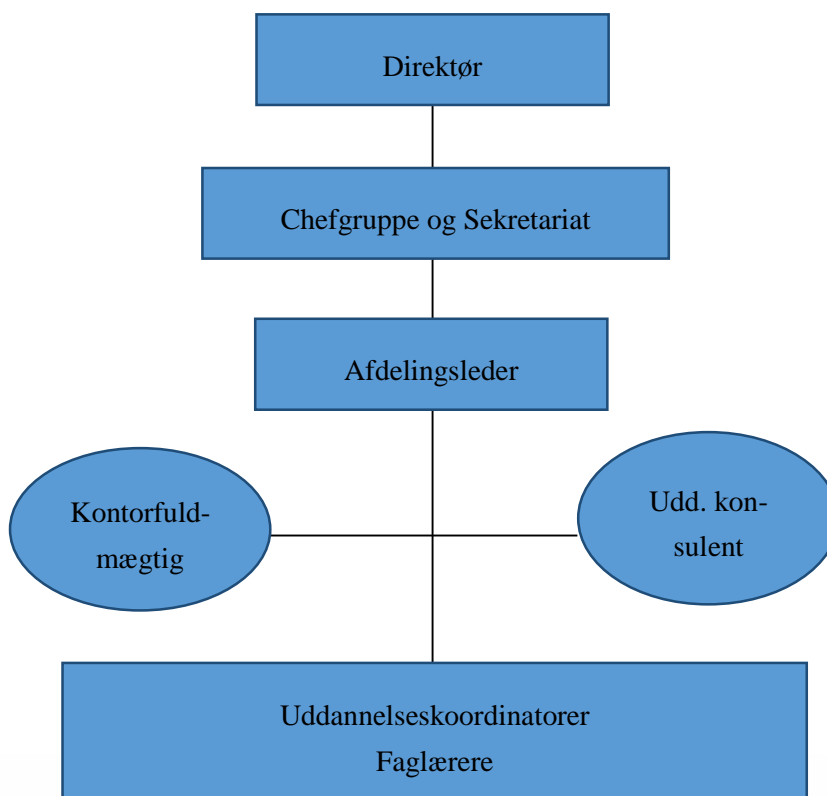 Direktør
Chefgruppe og Sekretariat
Afdelingsleder
Kontorfuld-
mægtig
Udd. kon-
sulent
Uddannelseskoordinatorer
Faglærere